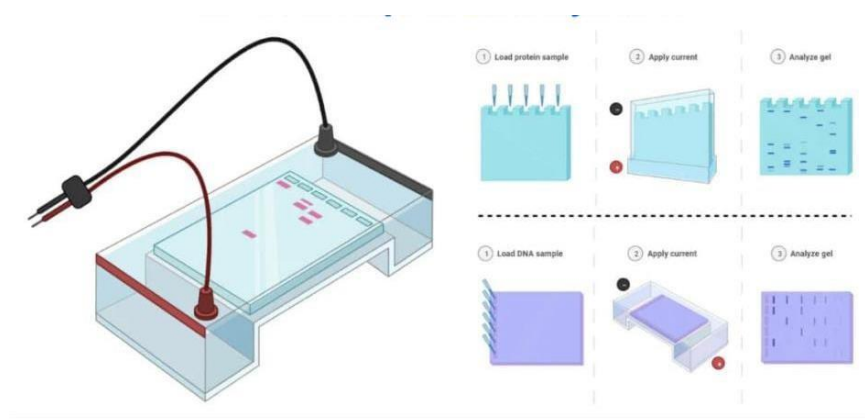 1 Load protein sample
2 Apply current
3 Analyze gel
1 Load DNA sample
2 Apply current
3 Analyze gel